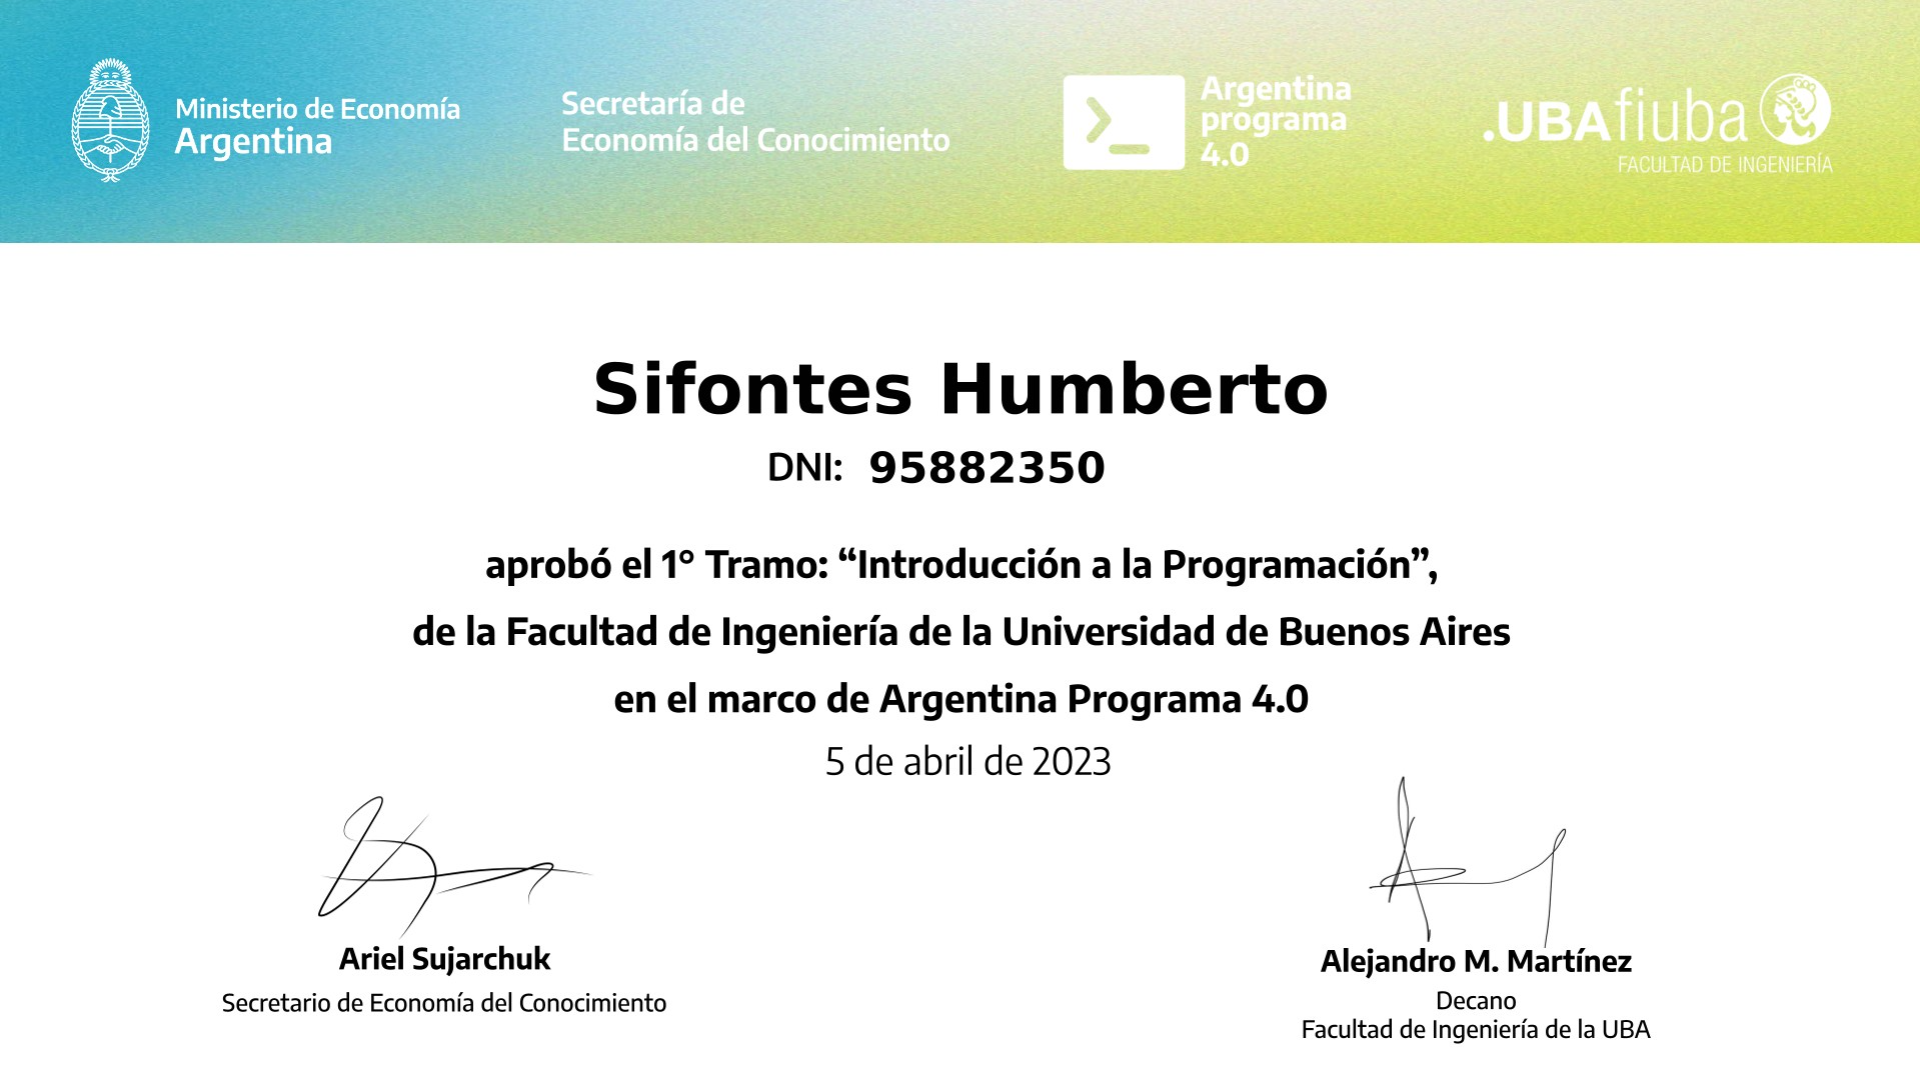 Ministerio de Economía
Argentina
Secretaría de
Economía del Conocimiento
Argentina
programa
4.0
.UBAfiuba
FACULTAD DE INGENIERÍA
Sifontes Humberto
DNI: 95882350
aprobó el 1° Tramo: “Introducción a la Programación”,
de la Facultad de Ingeniería de la Universidad de Buenos Aires
en el marco de Argentina Programa 4.0
5 de abril de 2023
Ariel Sujarchuk
Secretario de Economía del Conocimiento
Alejandro M. Martínez
Decano
Facultad de Ingeniería de la UBA